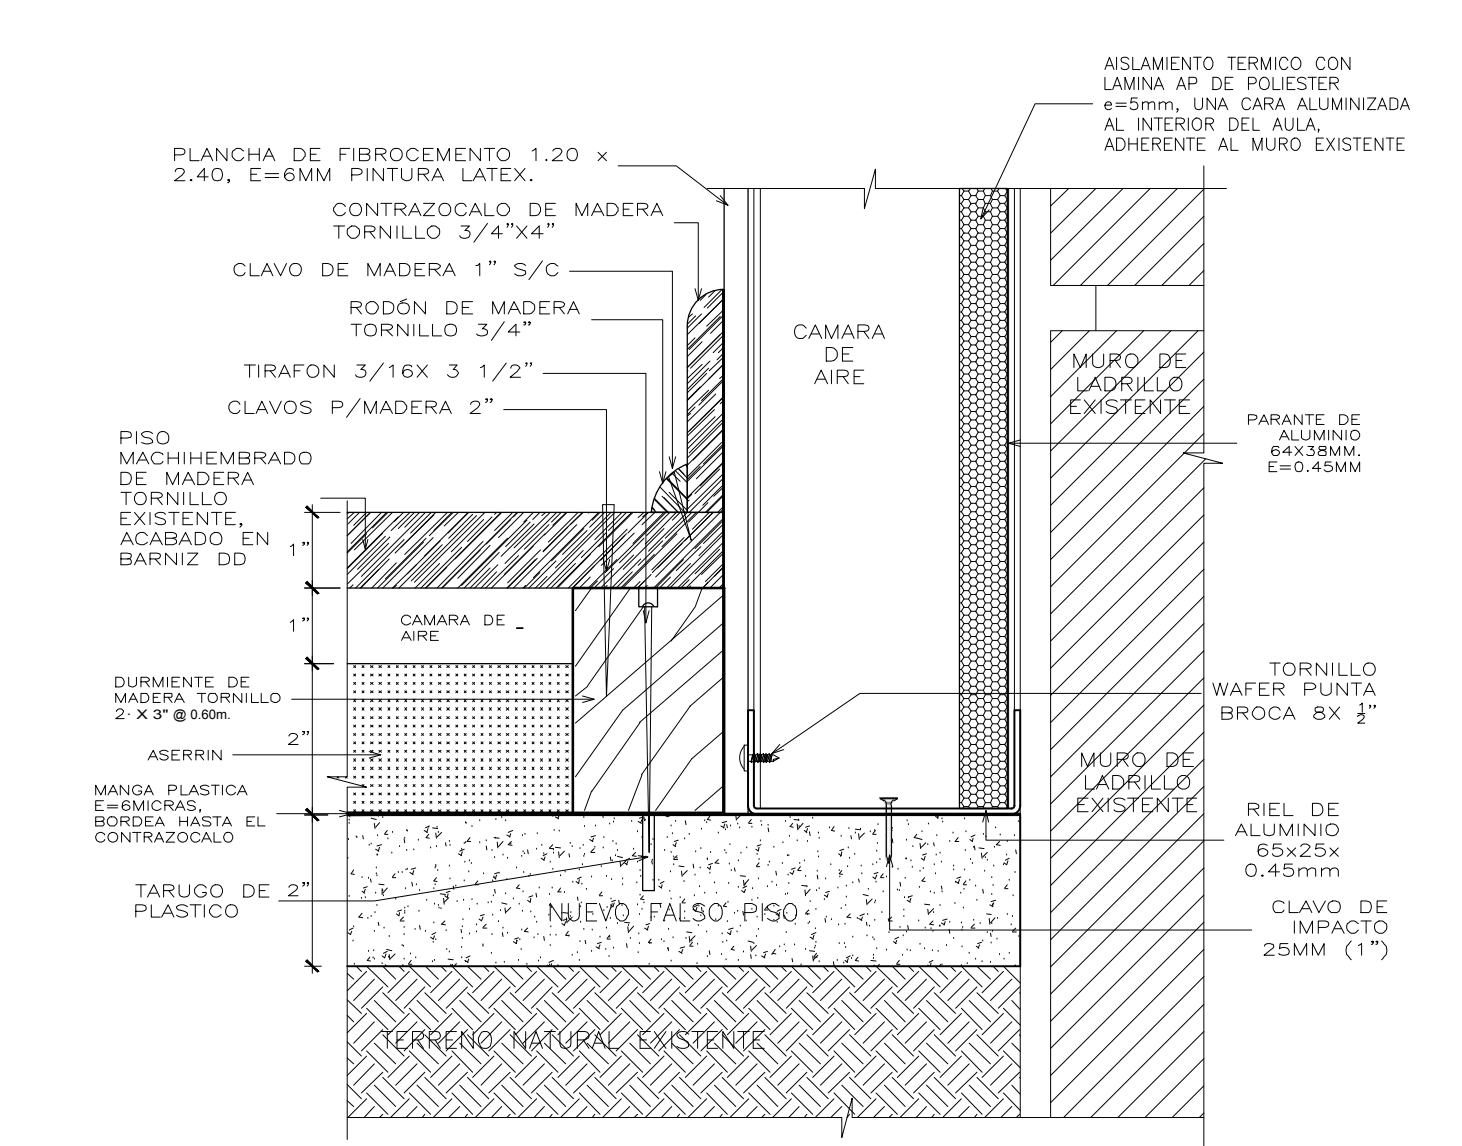 AISLAMIENTO TERMICO CON
LAMINA AP DE POLIESTER
e=5mm, UNA CARA ALUMINIZADA
AL INTERIOR DEL AULA,
ADHERENTE AL MURO EXISTENTE
PLANCHA DE FIBROCEMENTO 1.20 x
2.40, E=6MM PINTURA LATEX.
CONTRAZOCALO DE MADERA
TORNILLO 3/4"X4"
CLAVO DE MADERA 1" S/C
RODÓN DE MADERA
TORNILLO 3/4"
TIRAFON 3/16X 3 1/2"
CLAVOS P/MADERA 2"
PISO
MACHIHEMBRADO
DE MADERA
TORNILLO
EXISTENTE,
ACABADO EN
BARNIZ DD
1"
1"
2"
2"
CAMARA
DE
AIRE
MURO DE
LADRILLO
EXISTENTE
PARANTE DE
ALUMINIO
64X38MM.
E=0.45MM
CAMARA DE
AIRE
DURMIENTE DE
MADERA TORNILLO
2· X 3" @ 0.60m.
ASERRIN
MANGA PLASTICA
E=6MICRAS,
BORDEA HASTA EL
CONTRAZOCALO
TARUGO DE
PLASTICO
TORNILLO
WAFER PUNTA
BROCA 8X 1/2"
MURO DE
LADRILLO
EXISTENTE
RIEL DE
ALUMINIO
65x25x
0.45mm
CLAVO DE
IMPACTO
25MM (1")
NUEVO FALSO PISO
TERRENO NATURAL EXISTENTE